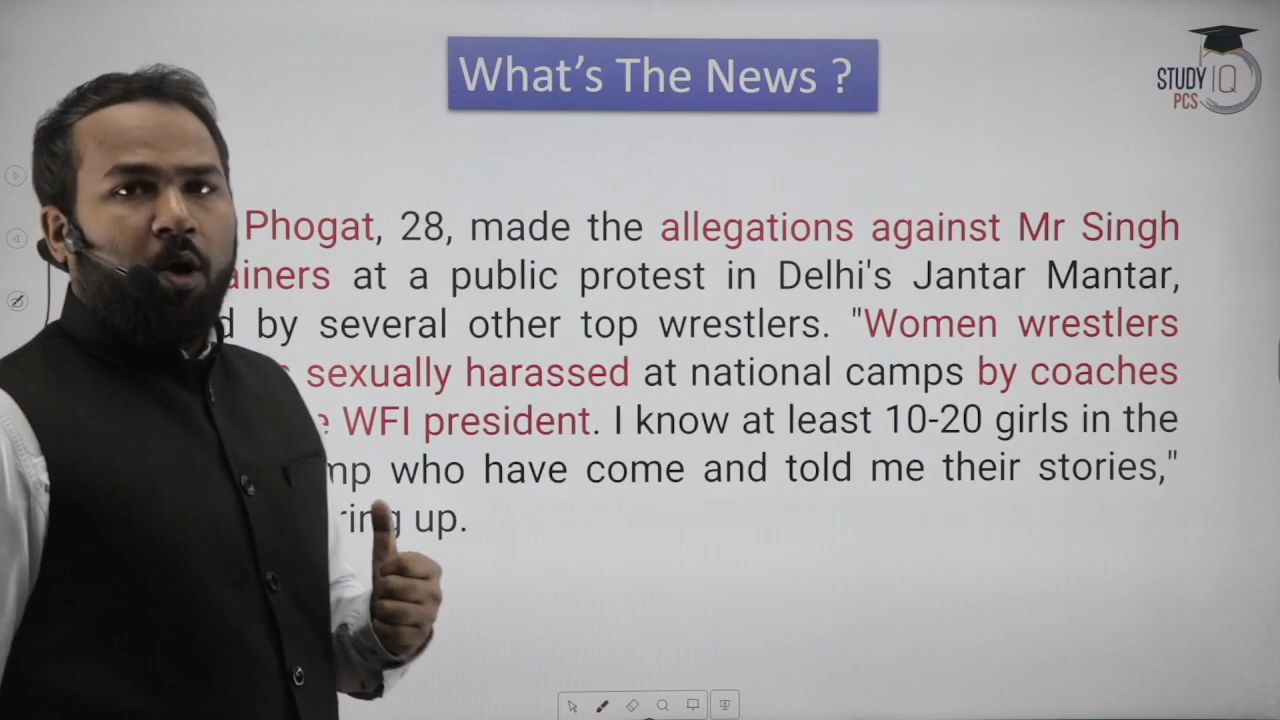 What's The News ?
STUDY IQ
PCS
Phogat, 28, made the allegations against Mr Singh
at a public protest in Delhi's Jantar Mantar,
by several other top wrestlers. "Women wrestlers
sexually harassed at national camps by coaches
WFI president. I know at least 10-20 girls in the
who have come and told me their stories,"
up.